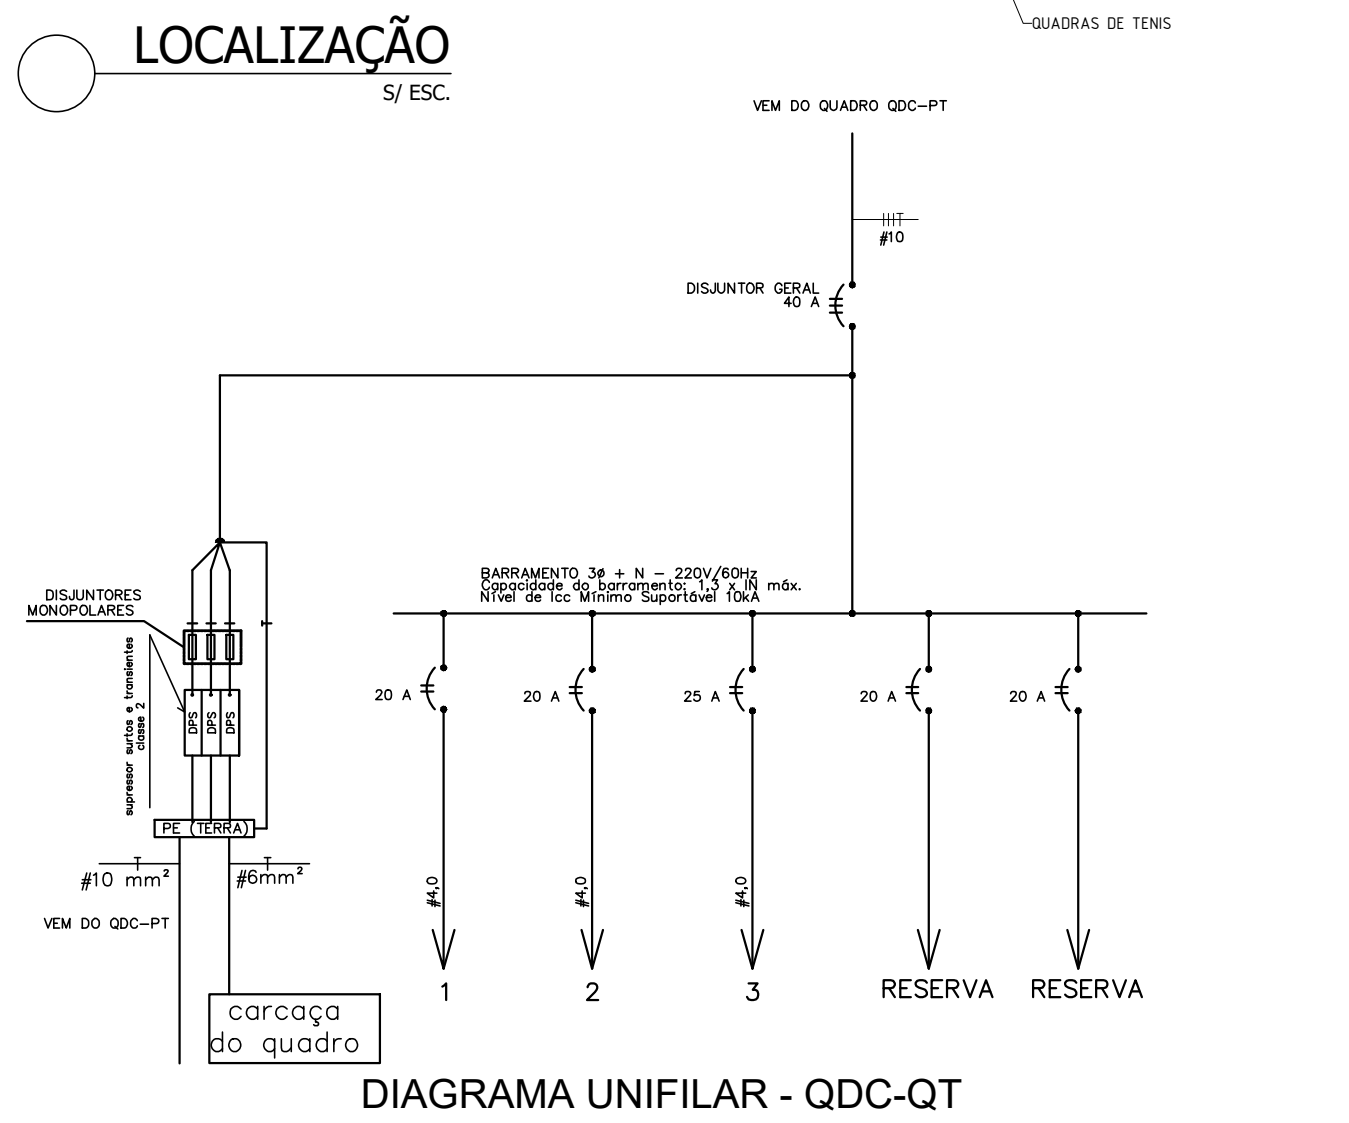 LOCALIZAÇÃO
S/ ESC.
QUADRAS DE TENIS
VEM DO QUADRO QDC-PT
#10
DISJUNTOR GERAL
40 A
BARRAMENTO 3ø + N - 220V/60Hz
Capacidade do barramento: 1,3 x IN máx.
Nível de Icc Mínimo Suportável 10kA
DISJUNTORES
MONOPOLARES
supressor surtos e transientes
classe 2
DPS
DPS
DPS
PE (TERRA)
#10 mm²
#6mm²
VEM DO QDC-PT
carcaça
do quadro
20 A
20 A
25 A
20 A
20 A
#4,0
#4,0
#4,0
1
2
3
RESERVA
RESERVA
DIAGRAMA UNIFILAR - QDC-QT